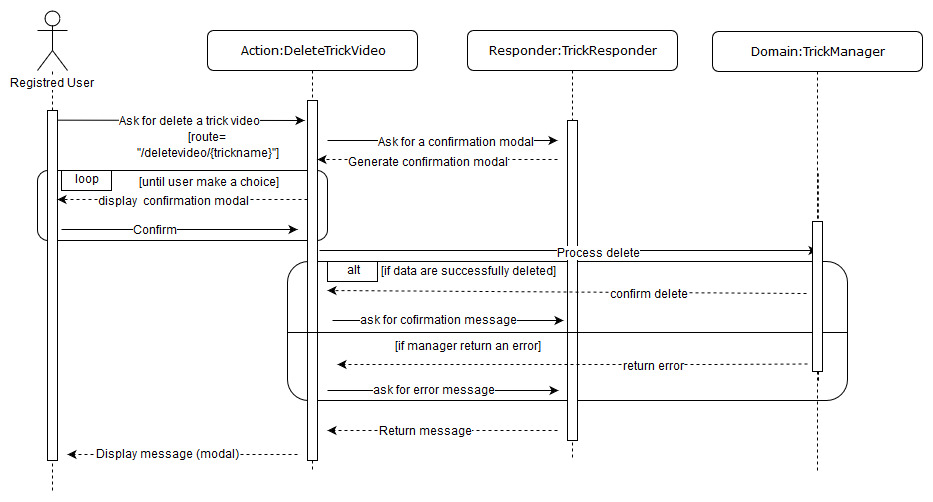 Registred User
Action:DeleteTrickVideo
Responder:TrickResponder
Domain:TrickManager
Ask for delete a trick video
[route=
"/deletevideo/{trickname}"]
Ask for a confirmation modal
Generate confirmation modal
loop
[until user make a choice]
display confirmation modal
Confirm
Process delete
alt
[if data are successfully deleted]
confirm delete
ask for cofirmation message
[if manager return an error]
return error
ask for error message
Return message
Display message (modal)